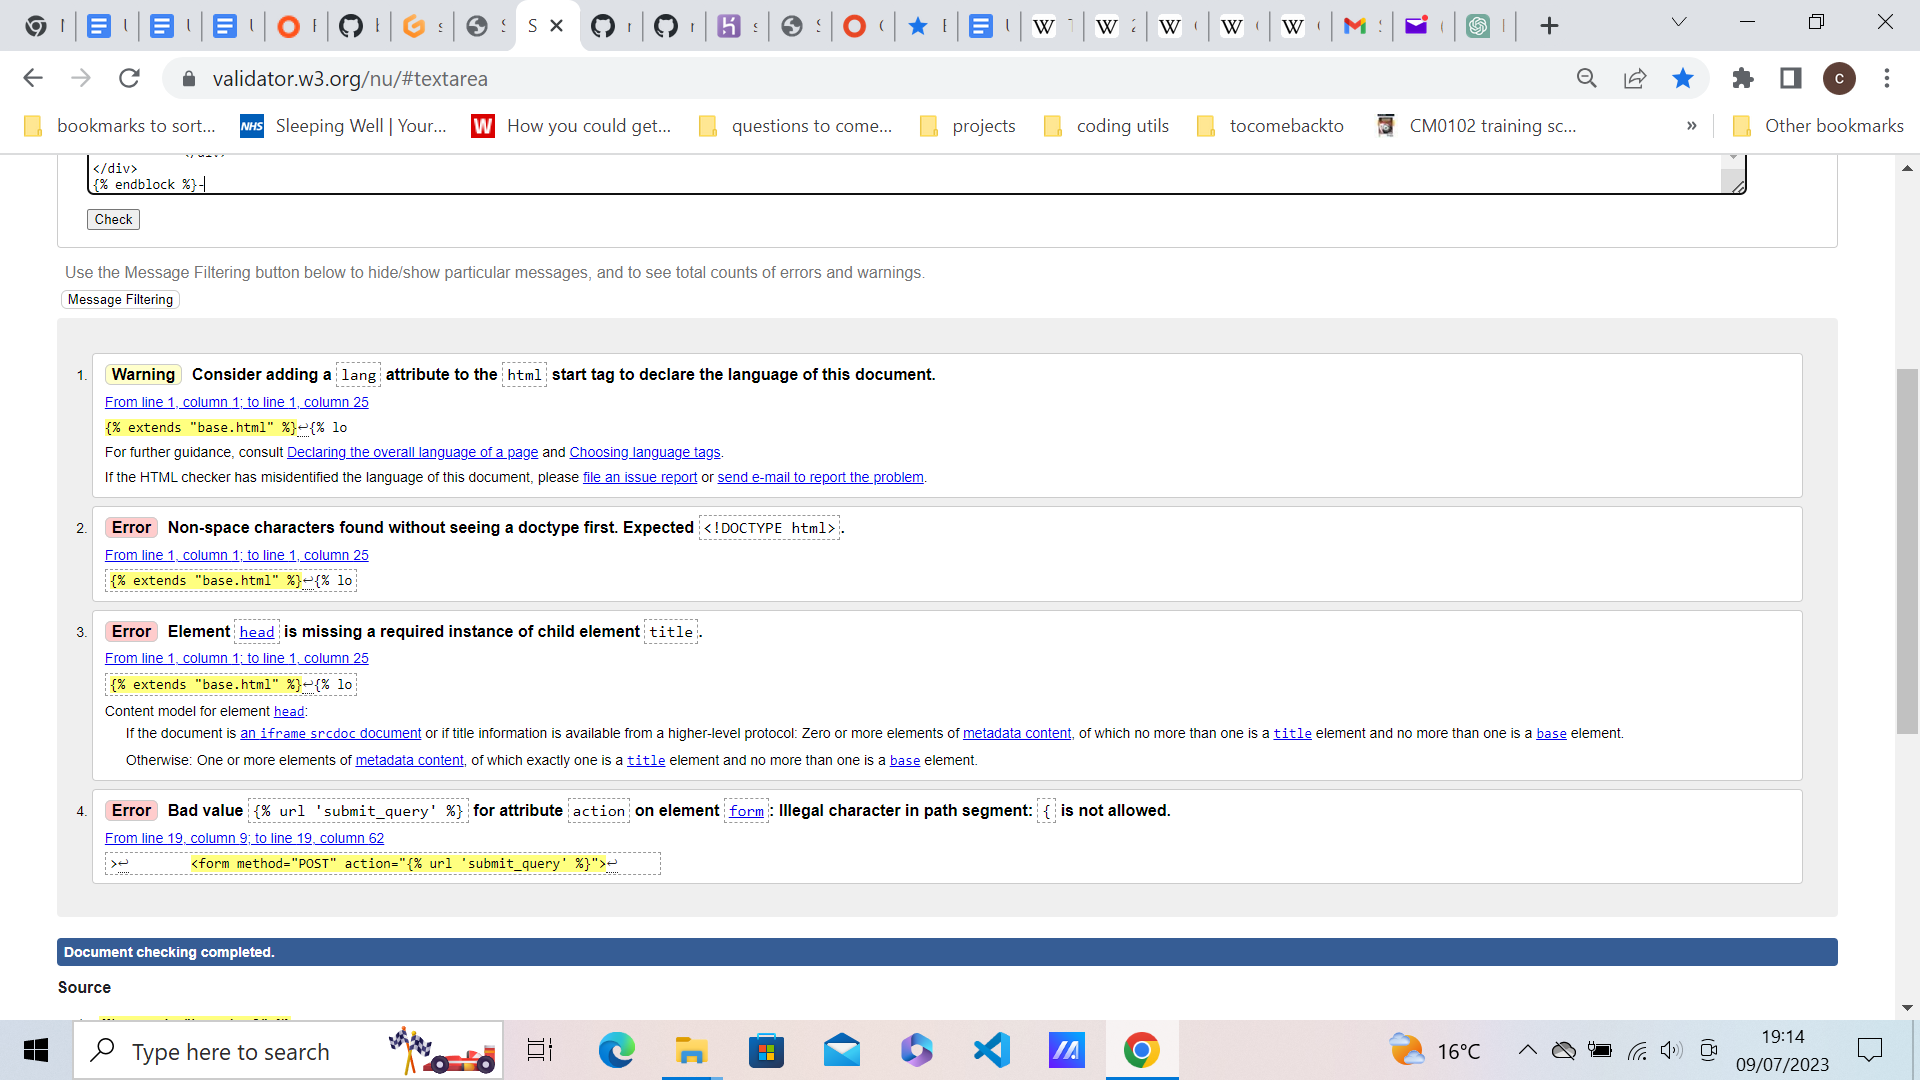 validator.w3.org/nu/#textarea
c
bookmarks to sort...
NHS
Sleeping Well | Your...
W
How you could get...
questions to come...
projects
coding utils
tocomebackto
CM0102 training sc...
»
Other bookmarks
</div>
{% endblock %}-
Check
Use the Message Filtering button below to hide/show particular messages, and to see total counts of errors and warnings.
Message Filtering
1. Warning Consider adding a lang attribute to the html start tag to declare the language of this document.
From line 1, column 1; to line 1, column 25
{% extends "base.html" %}↩{% lo
For further guidance, consult Declaring the overall language of a page and Choosing language tags.
If the HTML checker has misidentified the language of this document, please file an issue report or send e-mail to report the problem.
2. Error Non-space characters found without seeing a doctype first. Expected <!DOCTYPE html>.
From line 1, column 1; to line 1, column 25
{% extends "base.html" %}↩{% lo
3. Error Element head is missing a required instance of child element title.
From line 1, column 1; to line 1, column 25
{% extends "base.html" %}↩{% lo
Content model for element head:
If the document is an iframe srcdoc document or if title information is available from a higher-level protocol: Zero or more elements of metadata content, of which no more than one is a title element and no more than one is a base element.
Otherwise: One or more elements of metadata content, of which exactly one is a title element and no more than one is a base element.
4. Error Bad value {% url 'submit_query' %} for attribute action on element form: Illegal character in path segment: { is not allowed.
From line 19, column 9; to line 19, column 62
>↩ <form method="POST" action="{% url 'submit_query' %}">↩
Document checking completed.
Source
Type here to search
16°C
19:14
09/07/2023